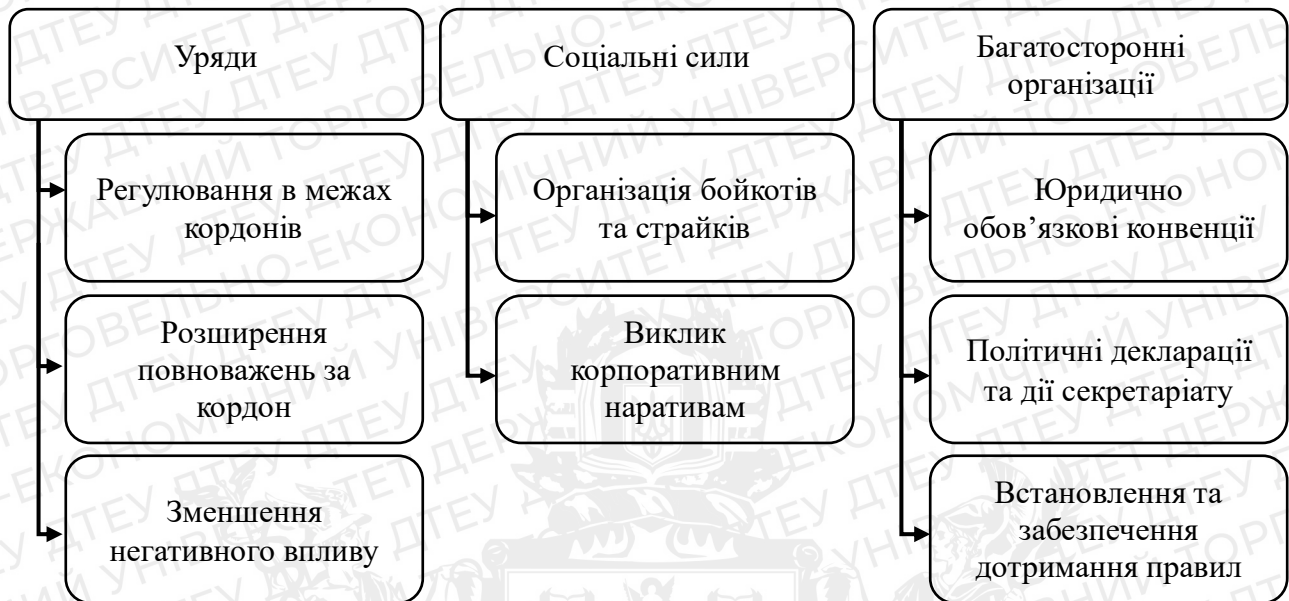 Уряди
Регулювання в межах
кордонів
Розширення
повноважень за
кордон
Зменшення
негативного впливу
Соціальні сили
Організація бойкотів
та страйків
Виклик
корпоративним
наративам
Багатосторонні
організації
Юридично
обов’язкові конвенції
Політичні декларації
та дії секретаріату
Встановлення та
забезпечення
дотримання правил